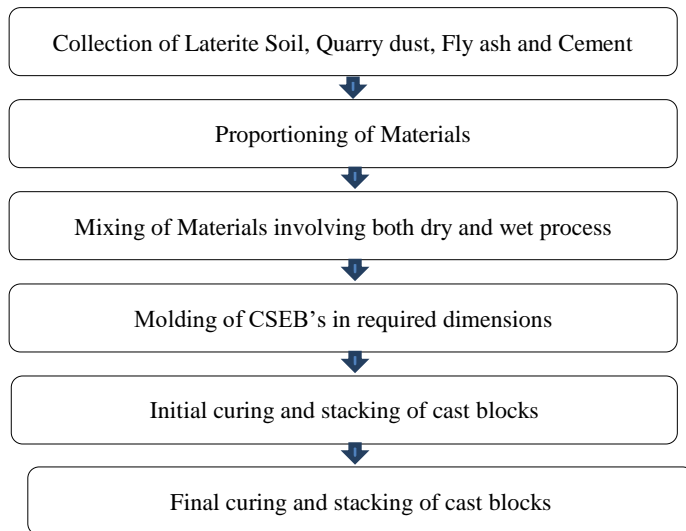 Collection of Laterite Soil, Quarry dust, Fly ash and Cement
Proportioning of Materials
Mixing of Materials involving both dry and wet process
Molding of CSEB’s in required dimensions
Initial curing and stacking of cast blocks
Final curing and stacking of cast blocks